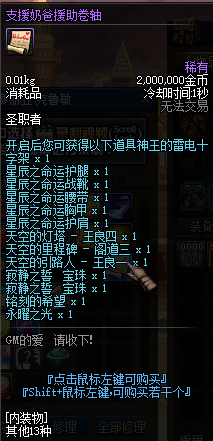 支援奶爸援助卷轴
稀有
0.01kg
2,000,000金币
消耗品
冷却时间1秒
无法交易
Scroll
圣职者
开启后您可获得以下道具神王的雷电十
字架 x 1
星辰之命运护腿 x 1
星辰之命运战靴 x 1
星辰之命运腰带 x 1
星辰之命运胸甲 x 1
星辰之命运护肩 x 1
天空的灯塔 - 王良四 x 1
天空的里程碑 - 阁道三 x 1
天空的引路人 - 王良一 x 1
寂静之誓 - 宝珠 x 1
寂静之誓 - 宝珠 x 1
铭刻的希望 x 1
永曜之光 x 1
GM的爱 请收下!
『点击鼠标左键可购买』
『Shift+鼠标左键,可购买若干个』
[内装物]
其他13种
全部修理